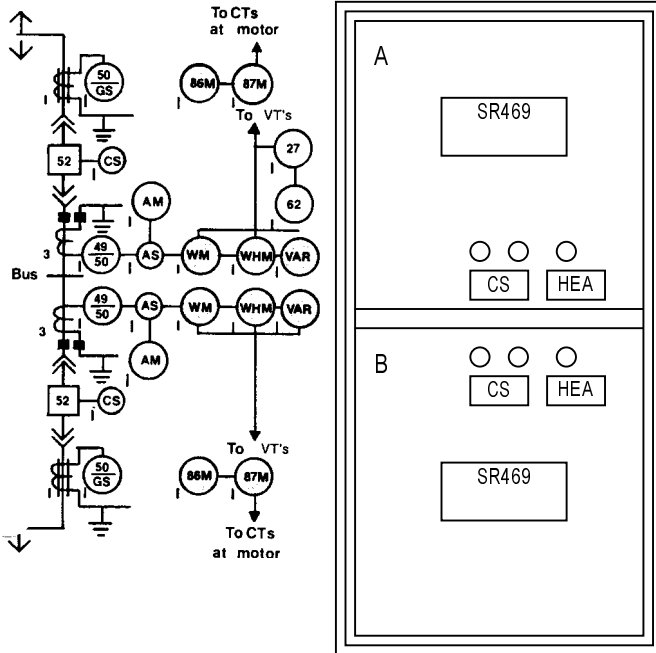 To CTs
at motor
50
GS
86M
87M
To VT's
52
CS
27
AM
62
3
49
50
AS
WM
WHM
VAR
Bus
49
50
AS
WM
WHM
VAR
3
AM
52
CS
To VT's
50
GS
86M
87M
To CTs
at motor
A
SR469
CS
HEA
B
CS
HEA
SR469